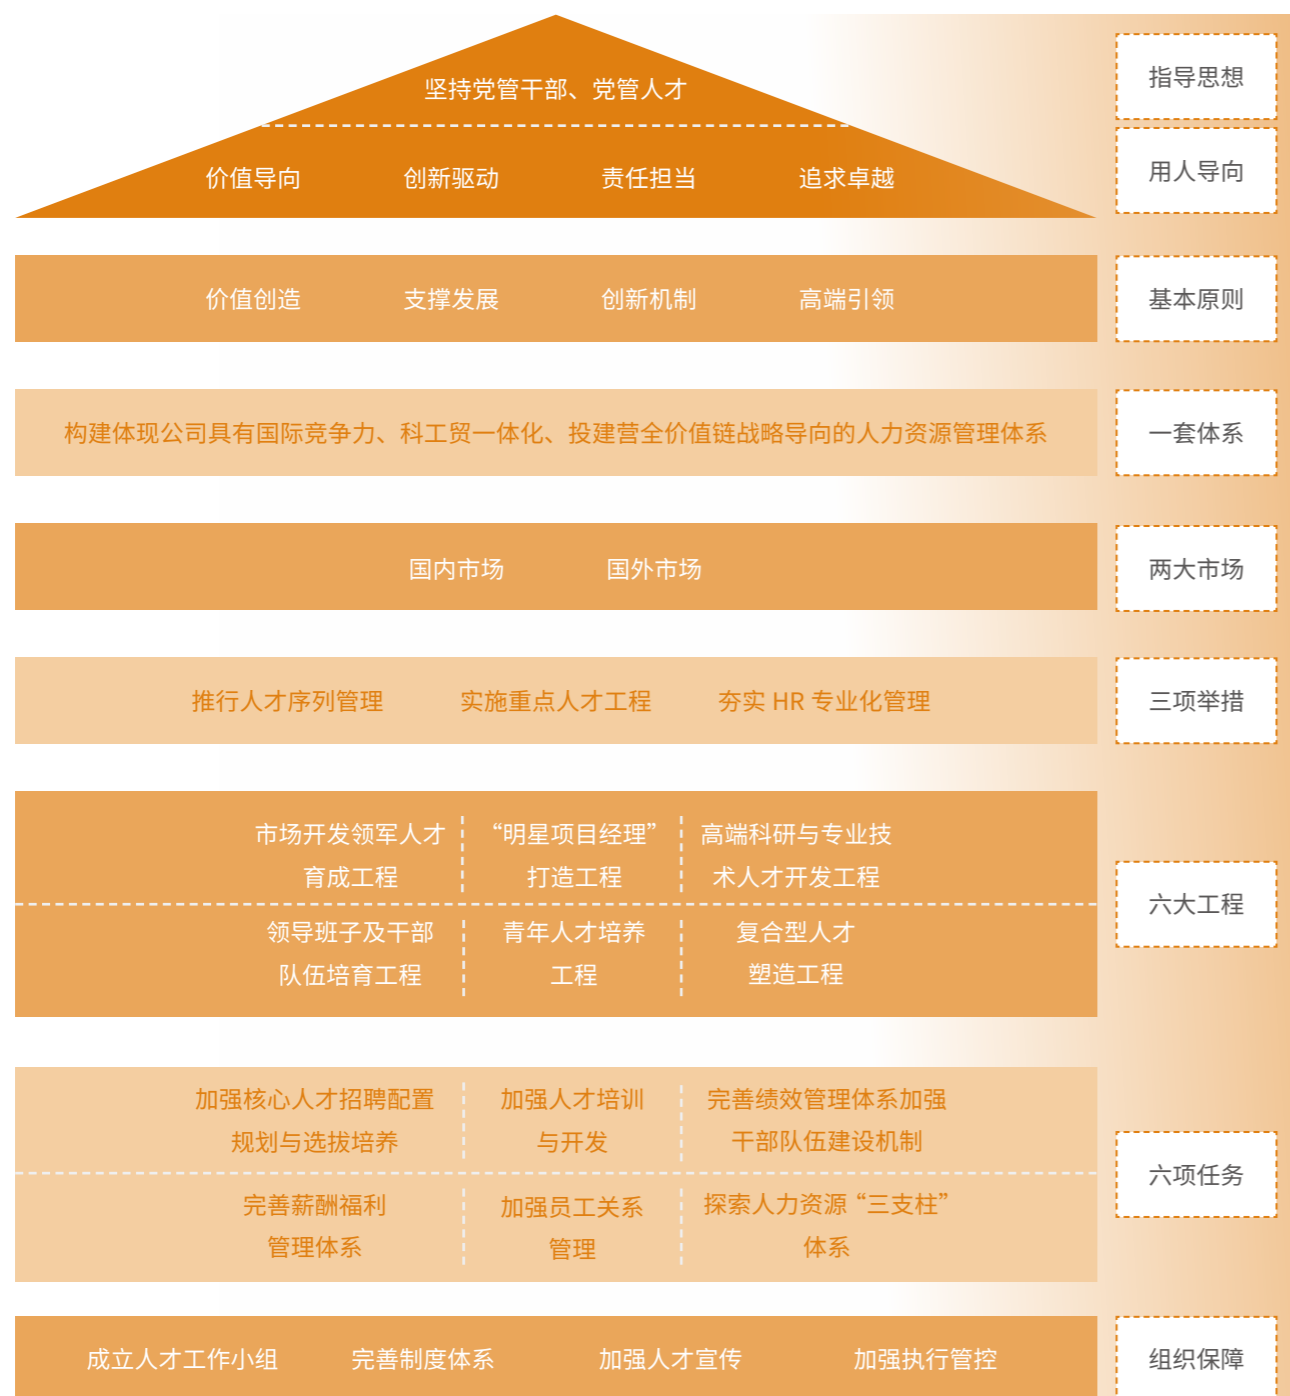 坚持党管干部、党管人才
指导思想
价值导向 创新驱动 责任担当 追求卓越
用人导向
价值创造 支撑发展 创新机制 高端引领
基本原则
构建体现公司具有国际竞争力、科工贸一体化、投建营全价值链战略导向的人力资源管理体系
一套体系
国内市场 国外市场
两大市场
推行人才序列管理 实施重点人才工程 夯实 HR 专业化管理
三项举措
市场开发领军人才
育成工程
“明星项目经理”
打造工程
高端科研与专业技
术人才开发工程
领导班子及干部
队伍培育工程
青年人才培养
工程
复合型人才
塑造工程
六大工程
加强核心人才招聘配置
规划与选拔培养
加强人才培训
与开发
完善绩效管理体系加强
干部队伍建设机制
完善薪酬福利
管理体系
加强员工关系
管理
探索人力资源“三支柱”
体系
六项任务
成立人才工作小组 完善制度体系 加强人才宣传 加强执行管控
组织保障